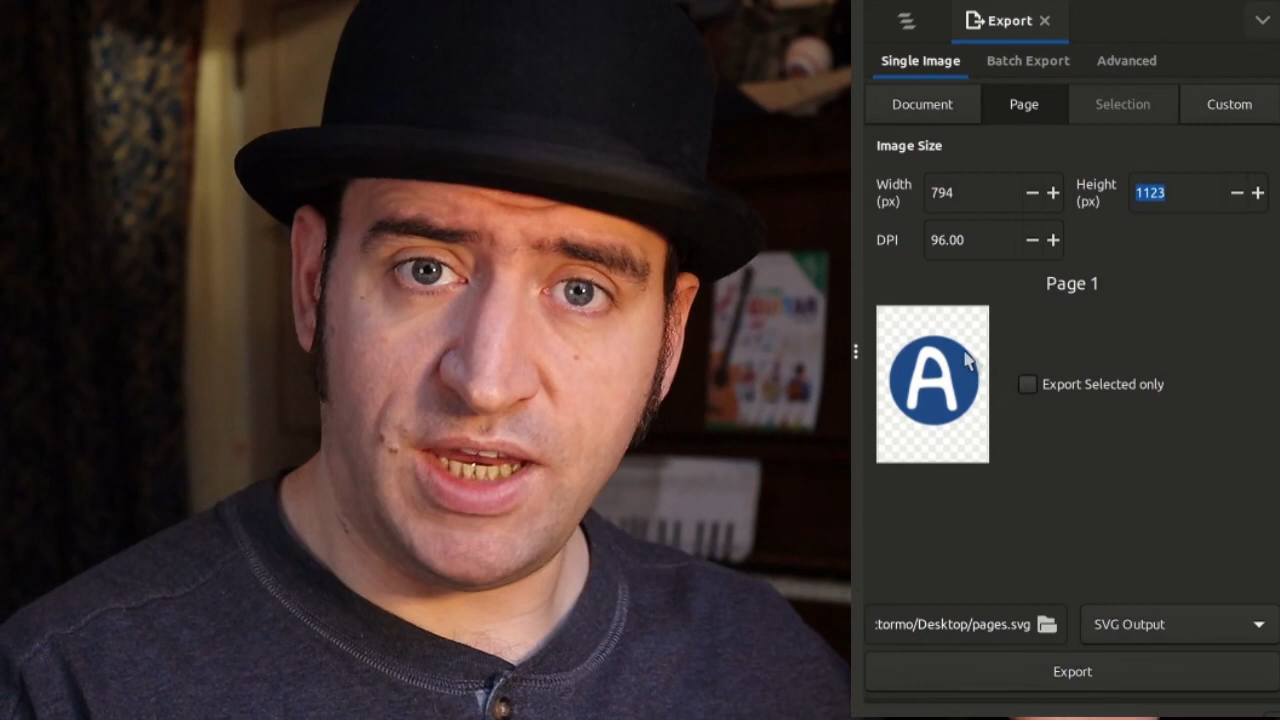 Export
Single Image Batch Export Advanced
Document Page Selection Custom
Image Size
Width
(px)
794
Height
(px)
1123
DPI 96.00
Page 1
A
Export Selected only
:tormo/Desktop/pages.svg SVG Output
Export